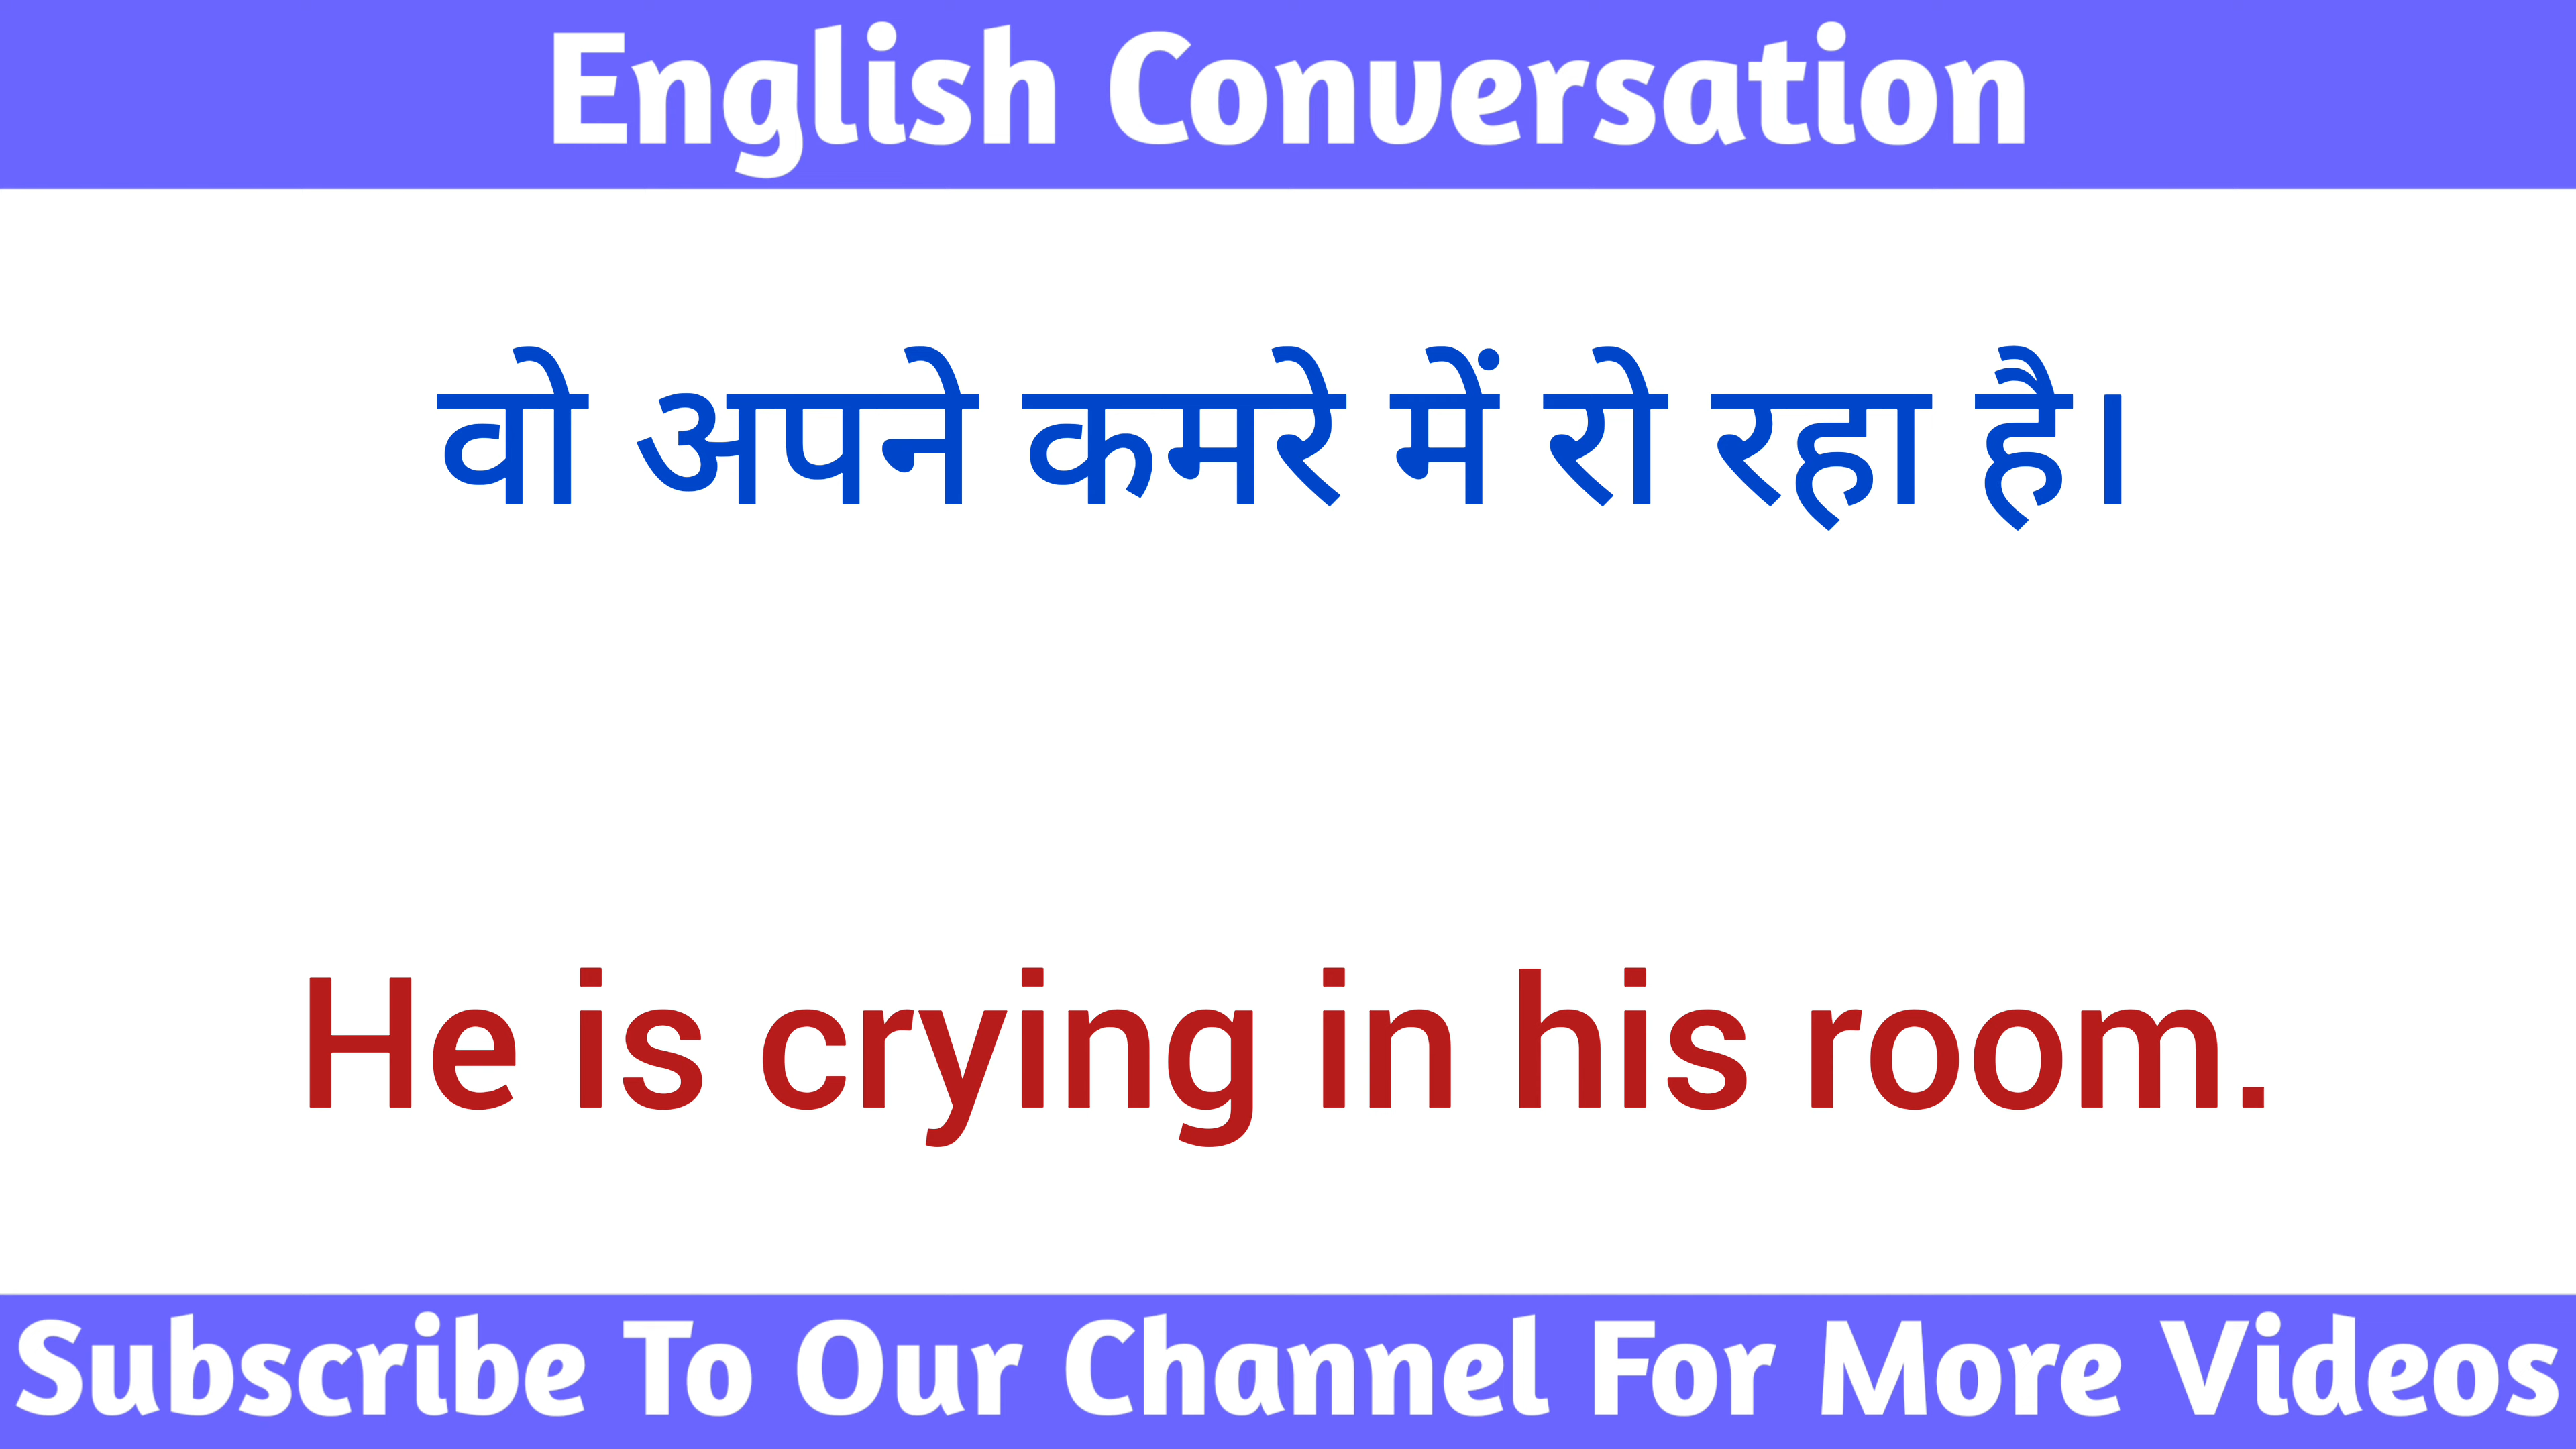 English Conversation
वो अपने कमरे में रो रहा है।
He is crying in his room.
Subscribe To Our Channel For More Videos